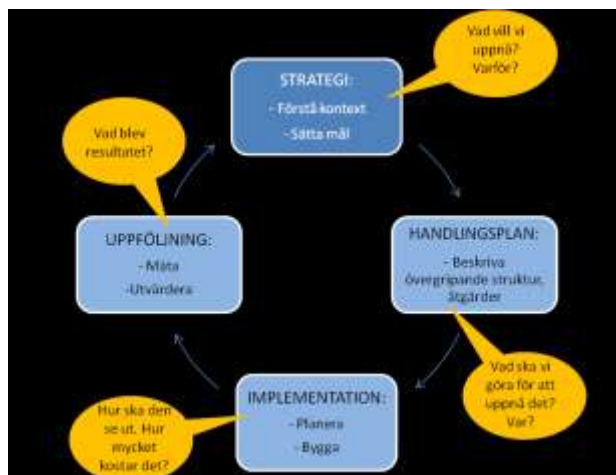 Vad vill vi
uppnå?
Varför?
STRATEGI:
- Förstå kontext
- Sätta mål
Vad blev
resultatet?
UPPFÖLJNING:
- Mäta
-Utvärdera
HANDLINGSPLAN:
- Beskriva
övergripande struktur,
åtgärder
Vad ska vi
göra för att
uppnå det?
Var?
IMPLEMENTATION:
- Planera
- Bygga
Hur ska den
se ut. Hur
mycket
kostar det?